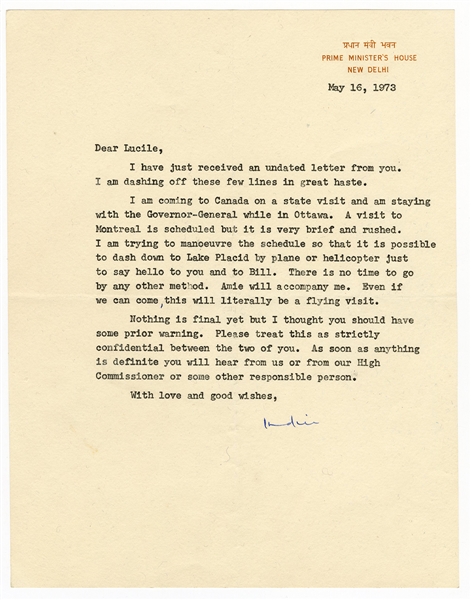 प्रधान मंत्री भवन
PRIME MINISTER'S HOUSE
NEW DELHI
May 16, 1973
Dear Lucile,
I have just received an undated letter from you.
I am dashing off these few lines in great haste.
I am coming to Canada on a state visit and am staying
with the Governor-General while in Ottawa. A visit to
Montreal is scheduled but it is very brief and rushed.
I am trying to manoeuvre the schedule so that it is possible
to dash down to Lake Placid by plane or helicopter just
to say hello to you and to Bill. There is no time to go
by any other method. Amie will accompany me. Even if
we can come, this will literally be a flying visit.
Nothing is final yet but I thought you should have
some prior warning. Please treat this as strictly
confidential between the two of you. As soon as anything
is definite you will hear from us or from our High
Commissioner or some other responsible person.
With love and good wishes,
Indira